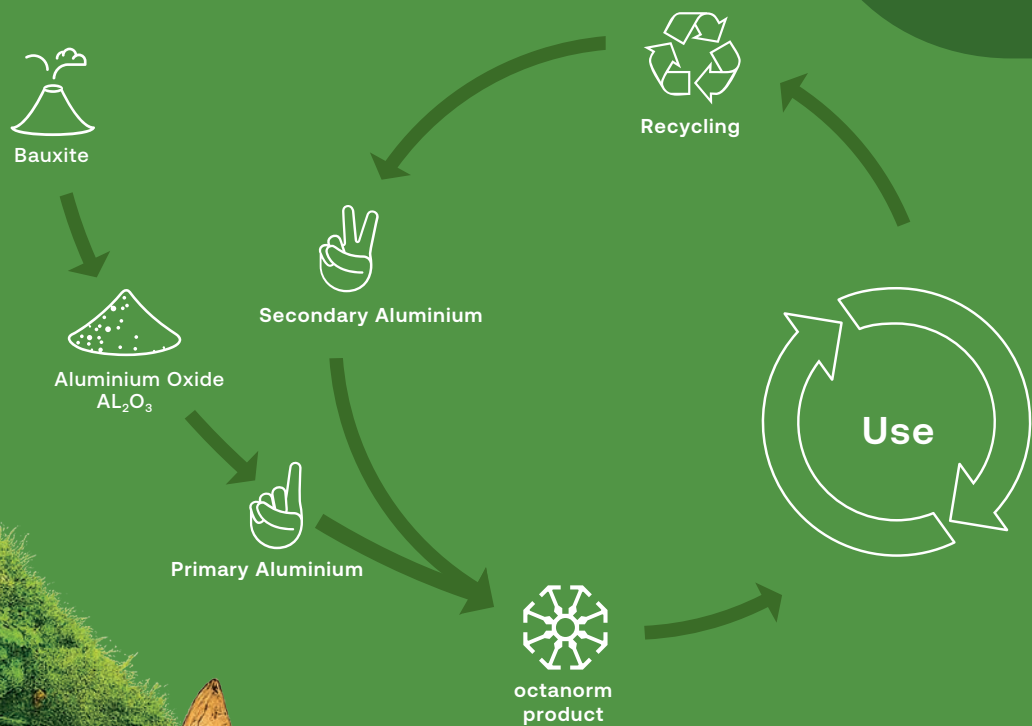 Recycling
Bauxite
Secondary Aluminium
Aluminium Oxide
AL₂O₃
Use
Primary Aluminium
octanorm
product